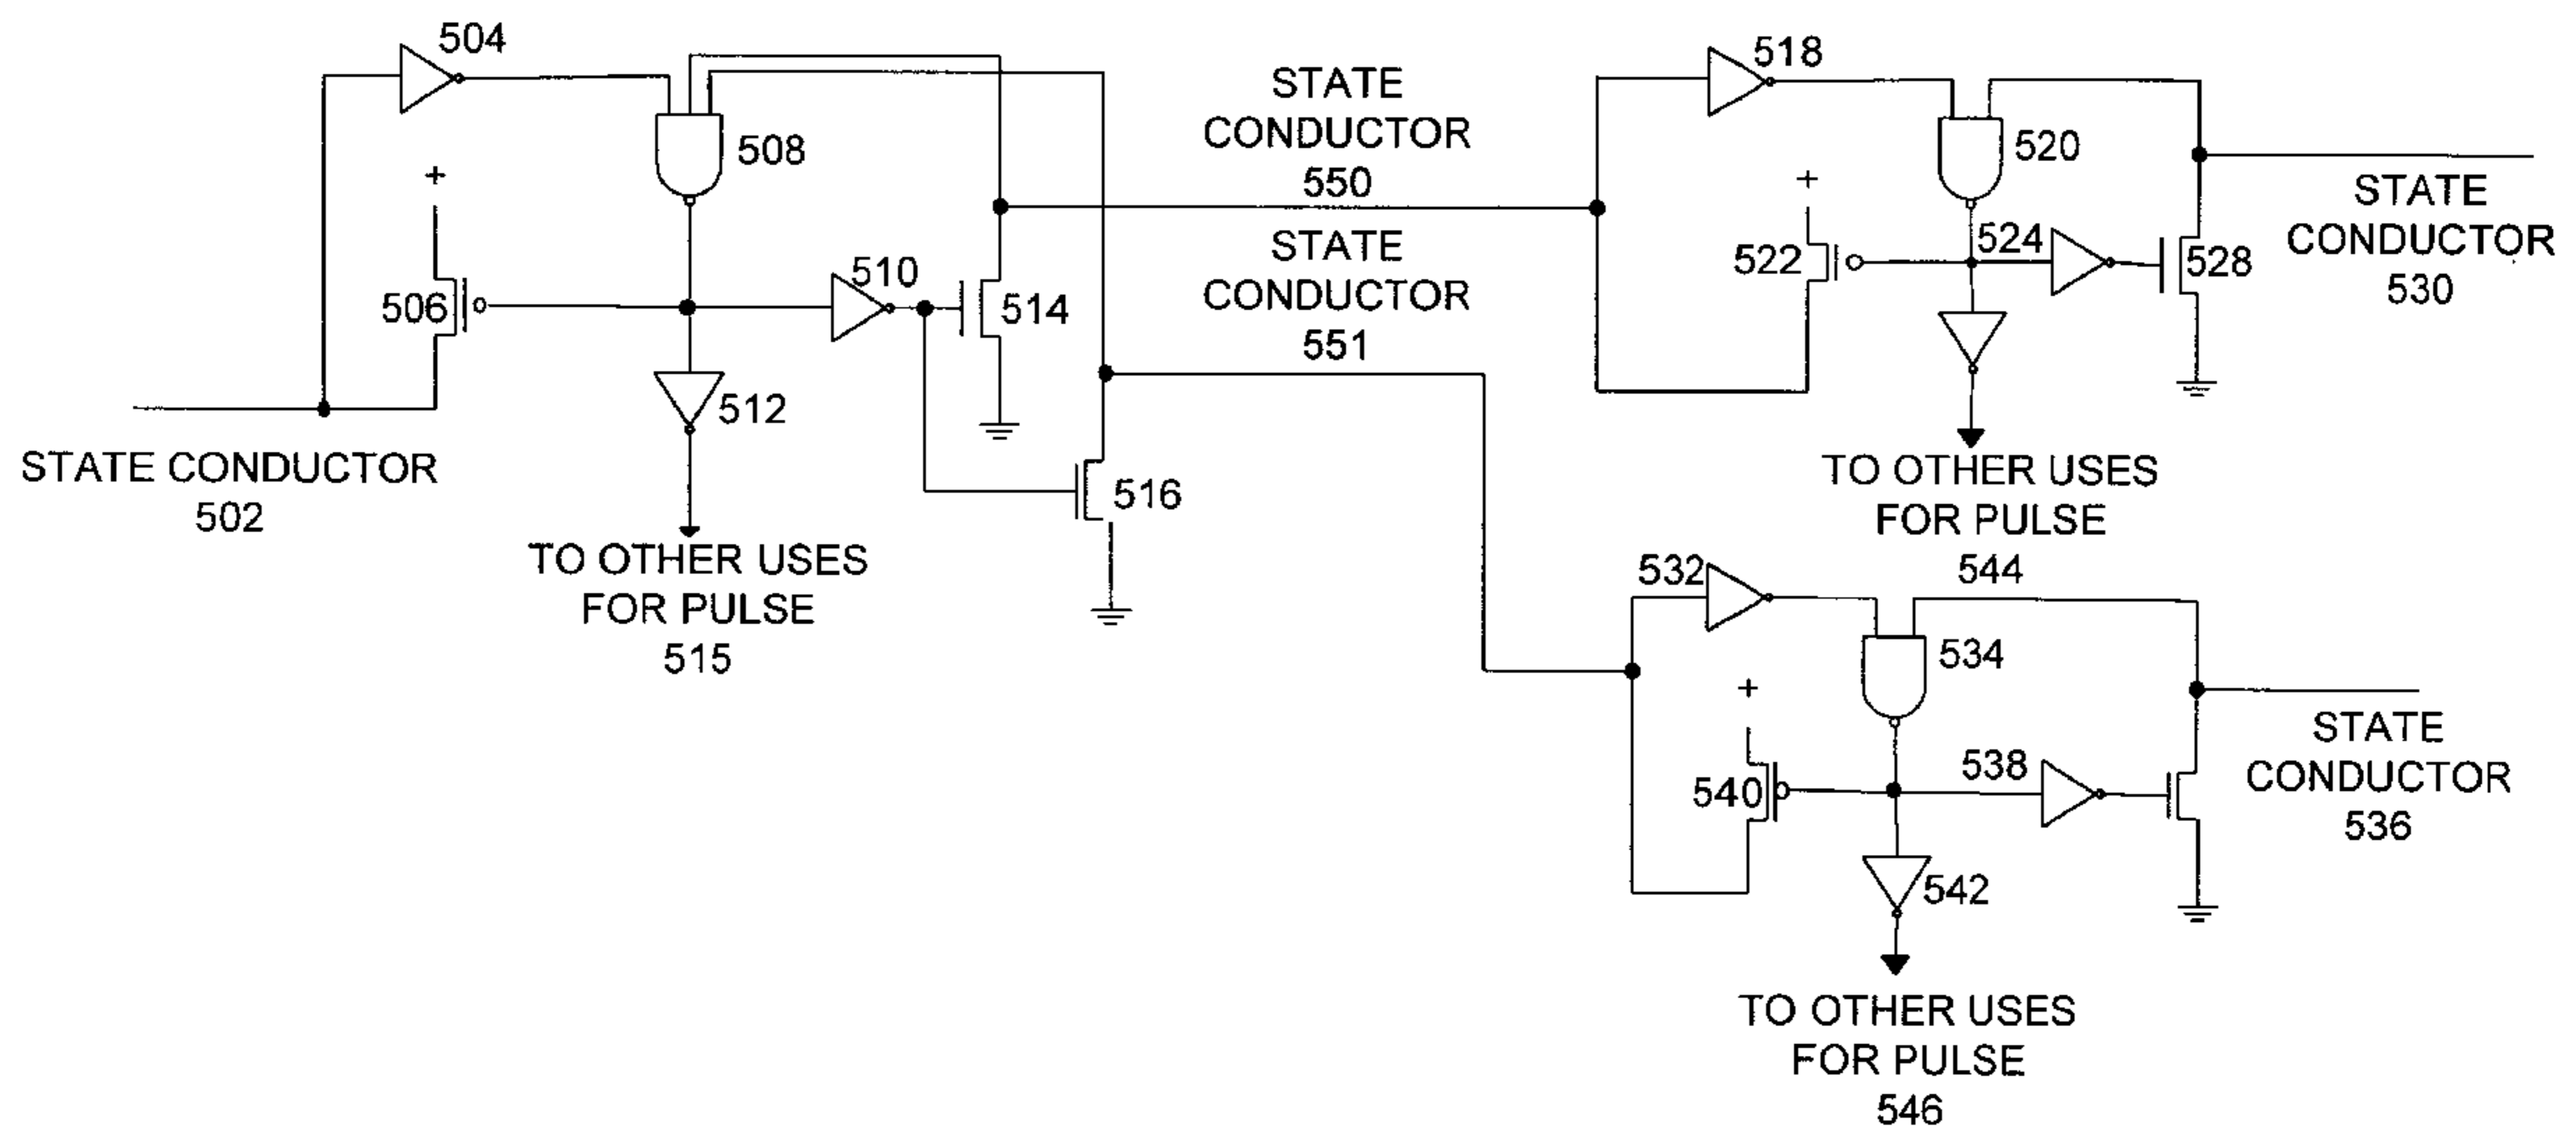 504
508
+
506
510
514
512
516
STATE CONDUCTOR
502
TO OTHER USES
FOR PULSE
515
STATE
CONDUCTOR
550
STATE
CONDUCTOR
551
518
520
+
522
524
528
STATE
CONDUCTOR
530
TO OTHER USES
FOR PULSE
544
532
534
+
540
538
542
STATE
CONDUCTOR
536
TO OTHER USES
FOR PULSE
546